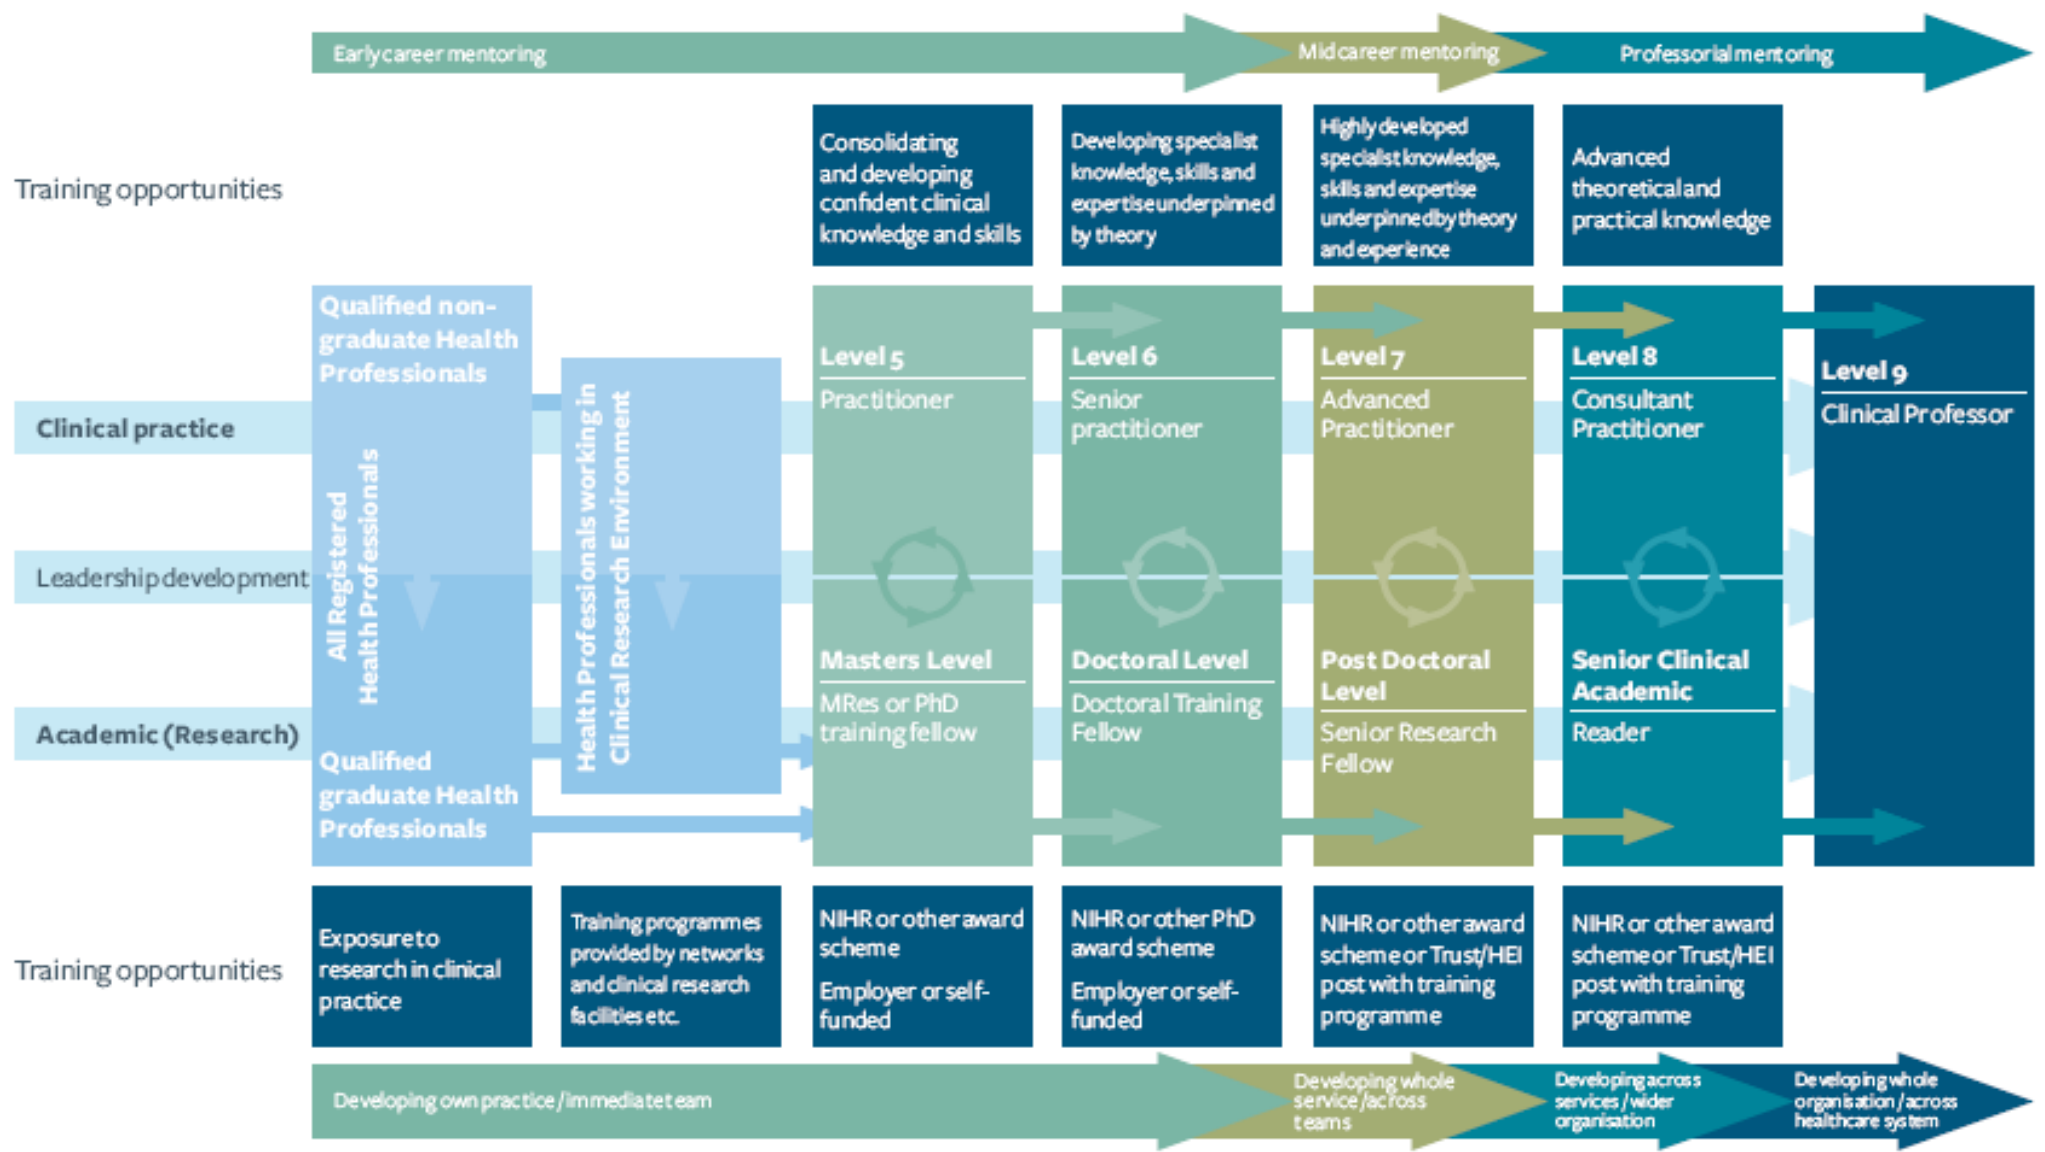 Early career mentoring
Mid career mentoring
Professorial mentoring
Training opportunities
Consolidating
and developing
confident clinical
knowledge and skills
Developing specialist
knowledge, skills and
expertise underpinned
by theory
Highly developed
specialist knowledge,
skills and expertise
underpinned by theory
and experience
Advanced
theoretical and
practical knowledge
Clinical practice
Leadership development
Academic (Research)
Qualified non-
graduate Health
Professionals
All Registered
Health Professionals
Qualified
graduate Health
Professionals
Health Professionals working in
Clinical Research Environment
Level 5
Practitioner
Masters Level
MRes or PhD
training fellow
Level 6
Senior
practitioner
Doctoral Level
Doctoral Training
Fellow
Level 7
Advanced
Practitioner
Post Doctoral
Level
Senior Research
Fellow
Level 8
Consultant
Practitioner
Senior Clinical
Academic
Reader
Level 9
Clinical Professor
Training opportunities
Exposure to
research in clinical
practice
Training programmes
provided by networks
and clinical research
facilities etc.
NIHR or other award
scheme
Employer or self-
funded
NIHR or other PhD
award scheme
Employer or self-
funded
NIHR or other award
scheme or Trust/HEI
post with training
programme
NIHR or other award
scheme or Trust/HEI
post with training
programme
Developing own practice/immediate team
Developing whole
service/across
teams
Developing across
services/wider
organisation
Developing whole
organisation/across
healthcare system